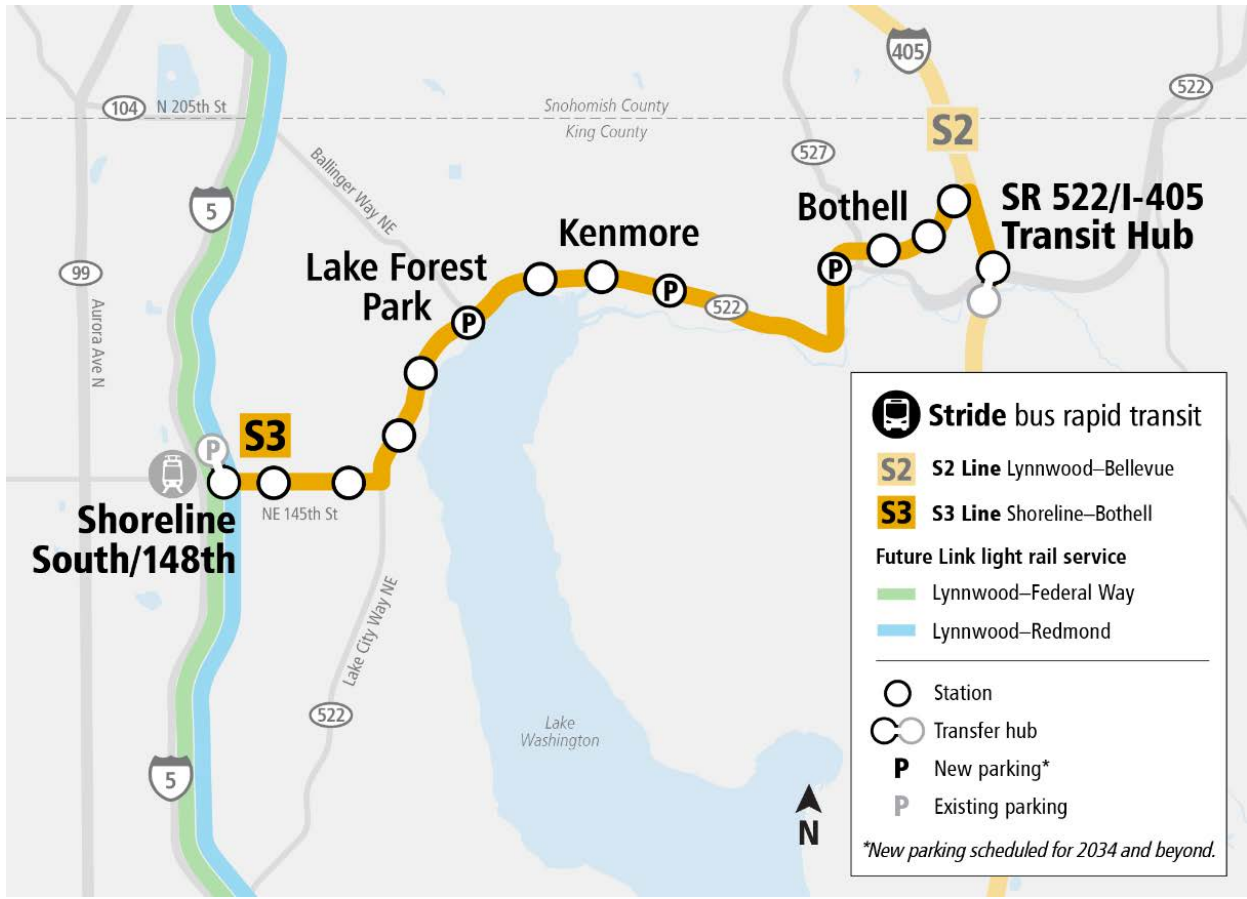 405
522
104
N 205th St
Snohomish County
King County
S2
527
Ballinger Way NE
5
Bothell
SR 522/I-405
Transit Hub
Kenmore
Lake Forest
Park
P
99
Aurora Ave N
P
P
522
P
S3
Shoreline
South/148th
NE 145th St
Lake City Way NE
522
5
Lake
Washington
N
Stride bus rapid transit
S2 S2 Line Lynnwood–Bellevue
S3 S3 Line Shoreline–Bothell
Future Link light rail service
Lynnwood–Federal Way
Lynnwood–Redmond
Station
Transfer hub
P New parking*
P Existing parking
*New parking scheduled for 2034 and beyond.